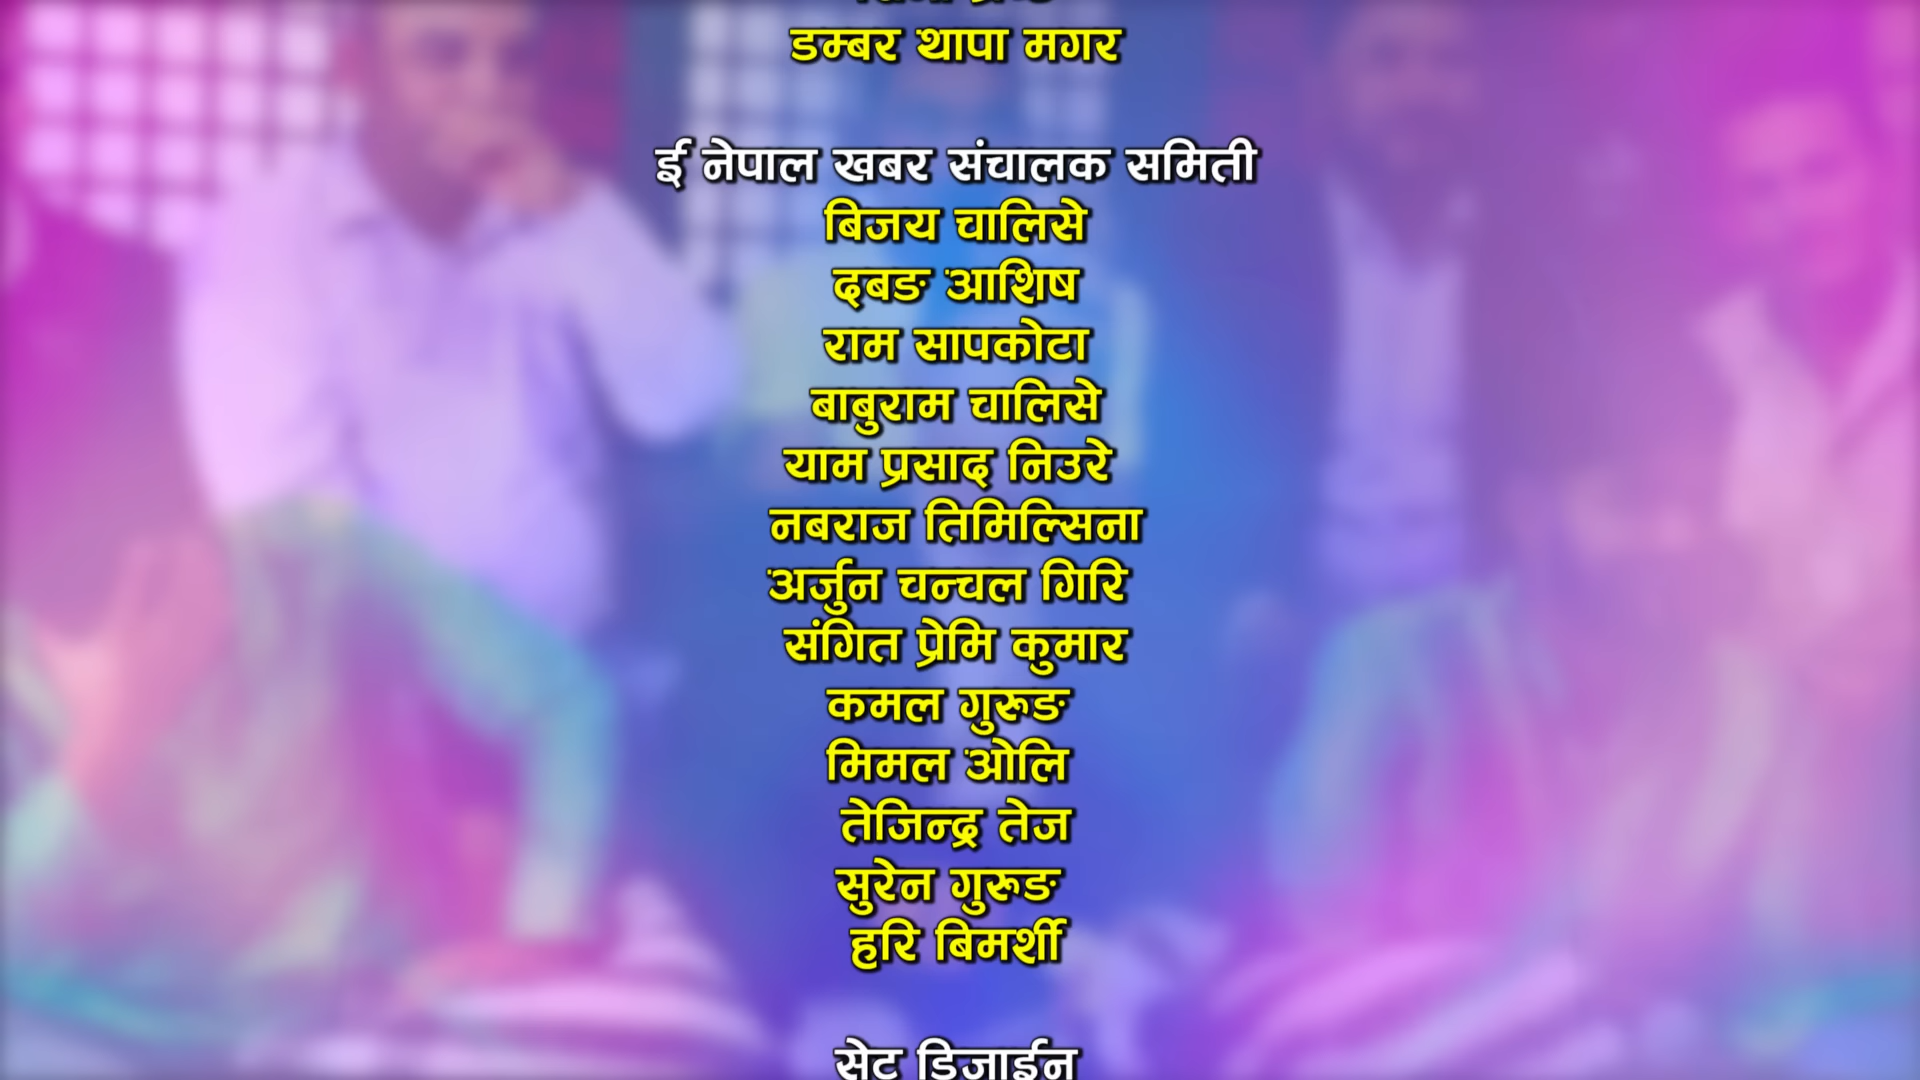 डम्बर थापा मगर
ई नेपाल खबर संचालक समिती
बिजय चालिसे
दबङ आशिष
राम सापकोटा
बाबुराम चालिसे
याम प्रसाद निउरे
नबराज तिमिल्सिना
अर्जुन चन्चल गिरि
संगित प्रेमि कुमार
कमल गुरूङ
मिमल ओलि
तेजिन्द्र तेज
सुरेन गुरूङ
हरि बिमर्शी
सेट डिजाईन